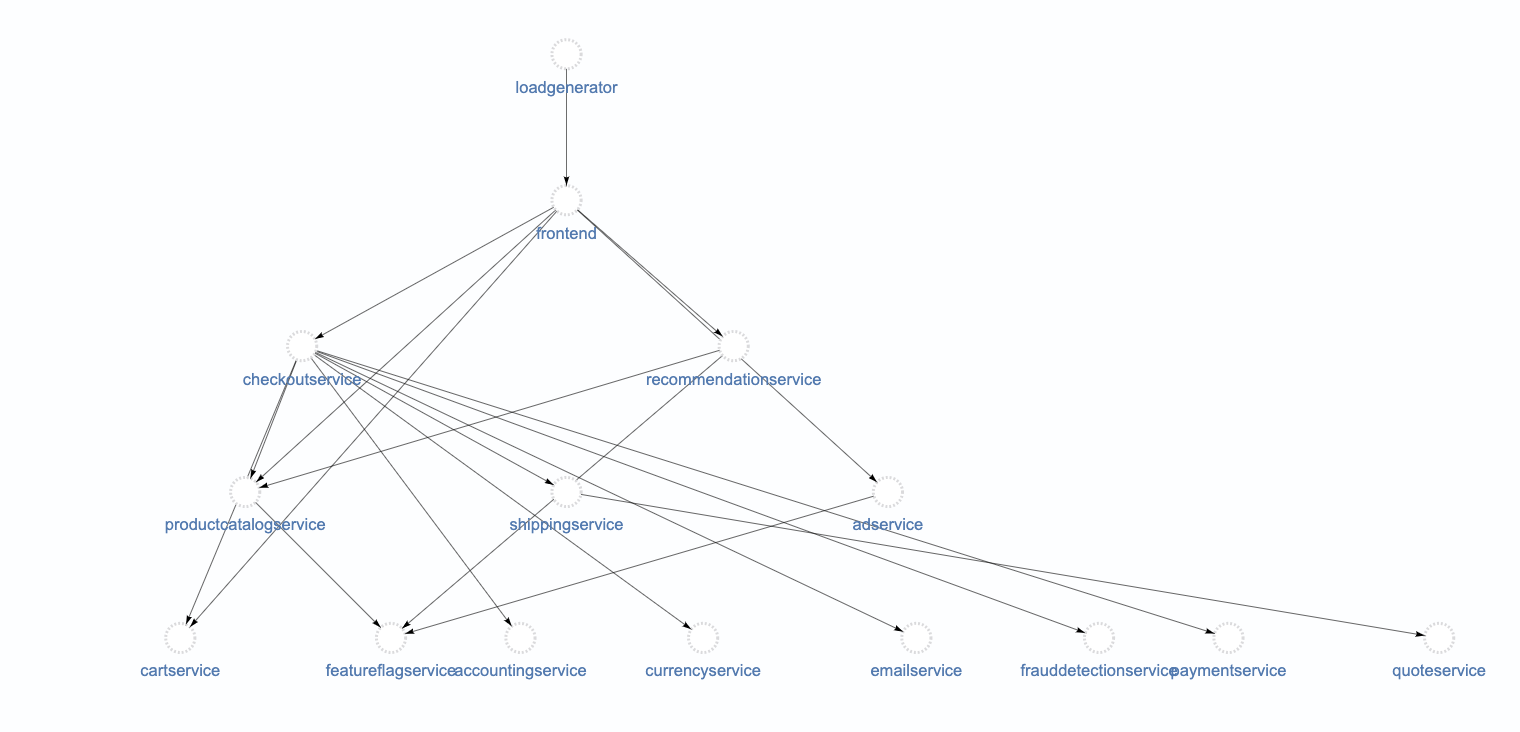 loadgenerator
frontend
checkoutservice
recommendationservice
productcatalogservice
shippingservice
adservice
cartservice
featureflagservice
accountingservice
currencyservice
emailservice
frauddetectionservice
paymentservice
quoteservice